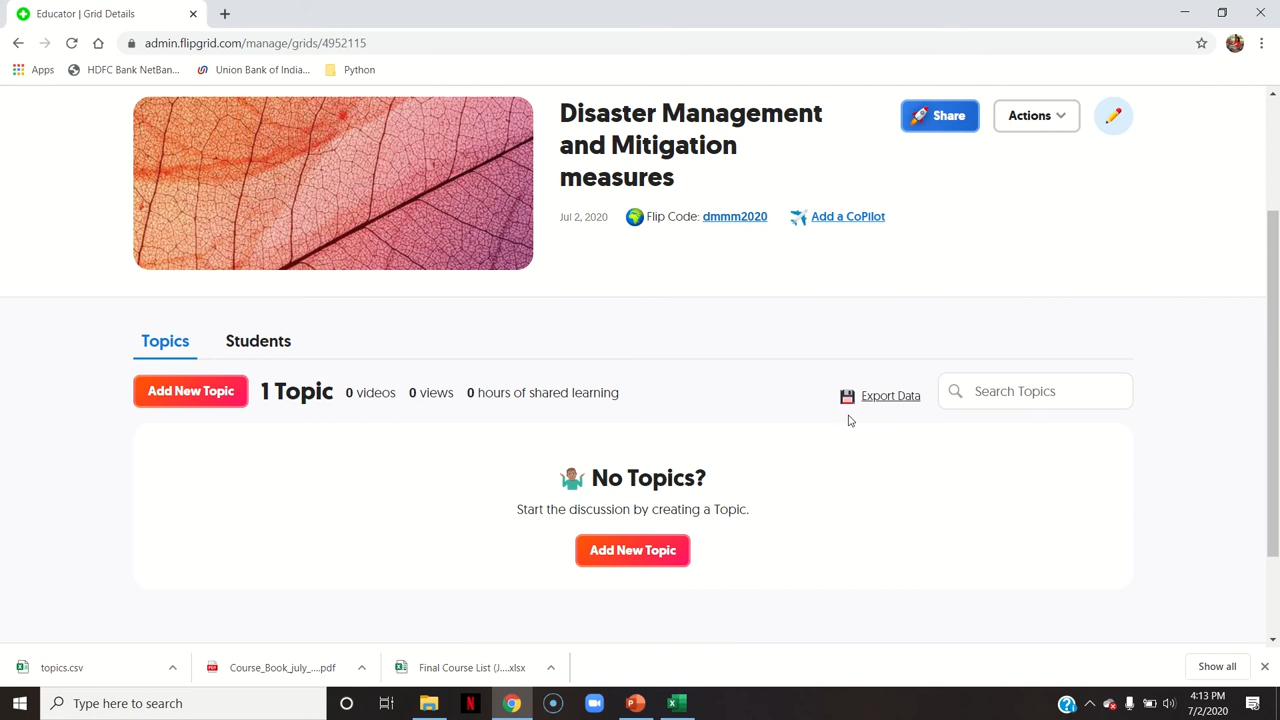 Educator | Grid Details
admin.flipgrid.com/manage/grids/4952115
Apps
HDFC Bank NetBan...
Union Bank of India...
Python
Disaster Management
and Mitigation
measures
Share
Actions
Jul 2, 2020
Flip Code: dmmm2020
Add a CoPilot
Topics
Students
Add New Topic
1 Topic
0 videos
0 views
0 hours of shared learning
Export Data
Search Topics
No Topics?
Start the discussion by creating a Topic.
Add New Topic
topics.csv
Course_Book_july_....pdf
Final Course List (J....xlsx
Show all
Type here to search
4:13 PM
7/2/2020